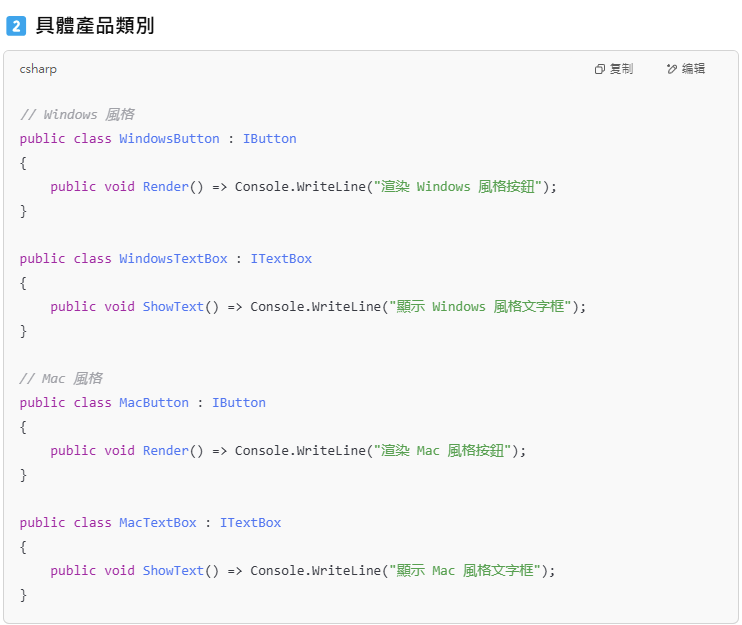 2 具體產品類別
csharp
复制
编辑
// Windows 風格
public class WindowsButton : IButton
{
    public void Render() => Console.WriteLine("渲染 Windows 風格按鈕");
}
public class WindowsTextBox : ITextBox
{
    public void ShowText() => Console.WriteLine("顯示 Windows 風格文字框");
}
// Mac 風格
public class MacButton : IButton
{
    public void Render() => Console.WriteLine("渲染 Mac 風格按鈕");
}
public class MacTextBox : ITextBox
{
    public void ShowText() => Console.WriteLine("顯示 Mac 風格文字框");
}